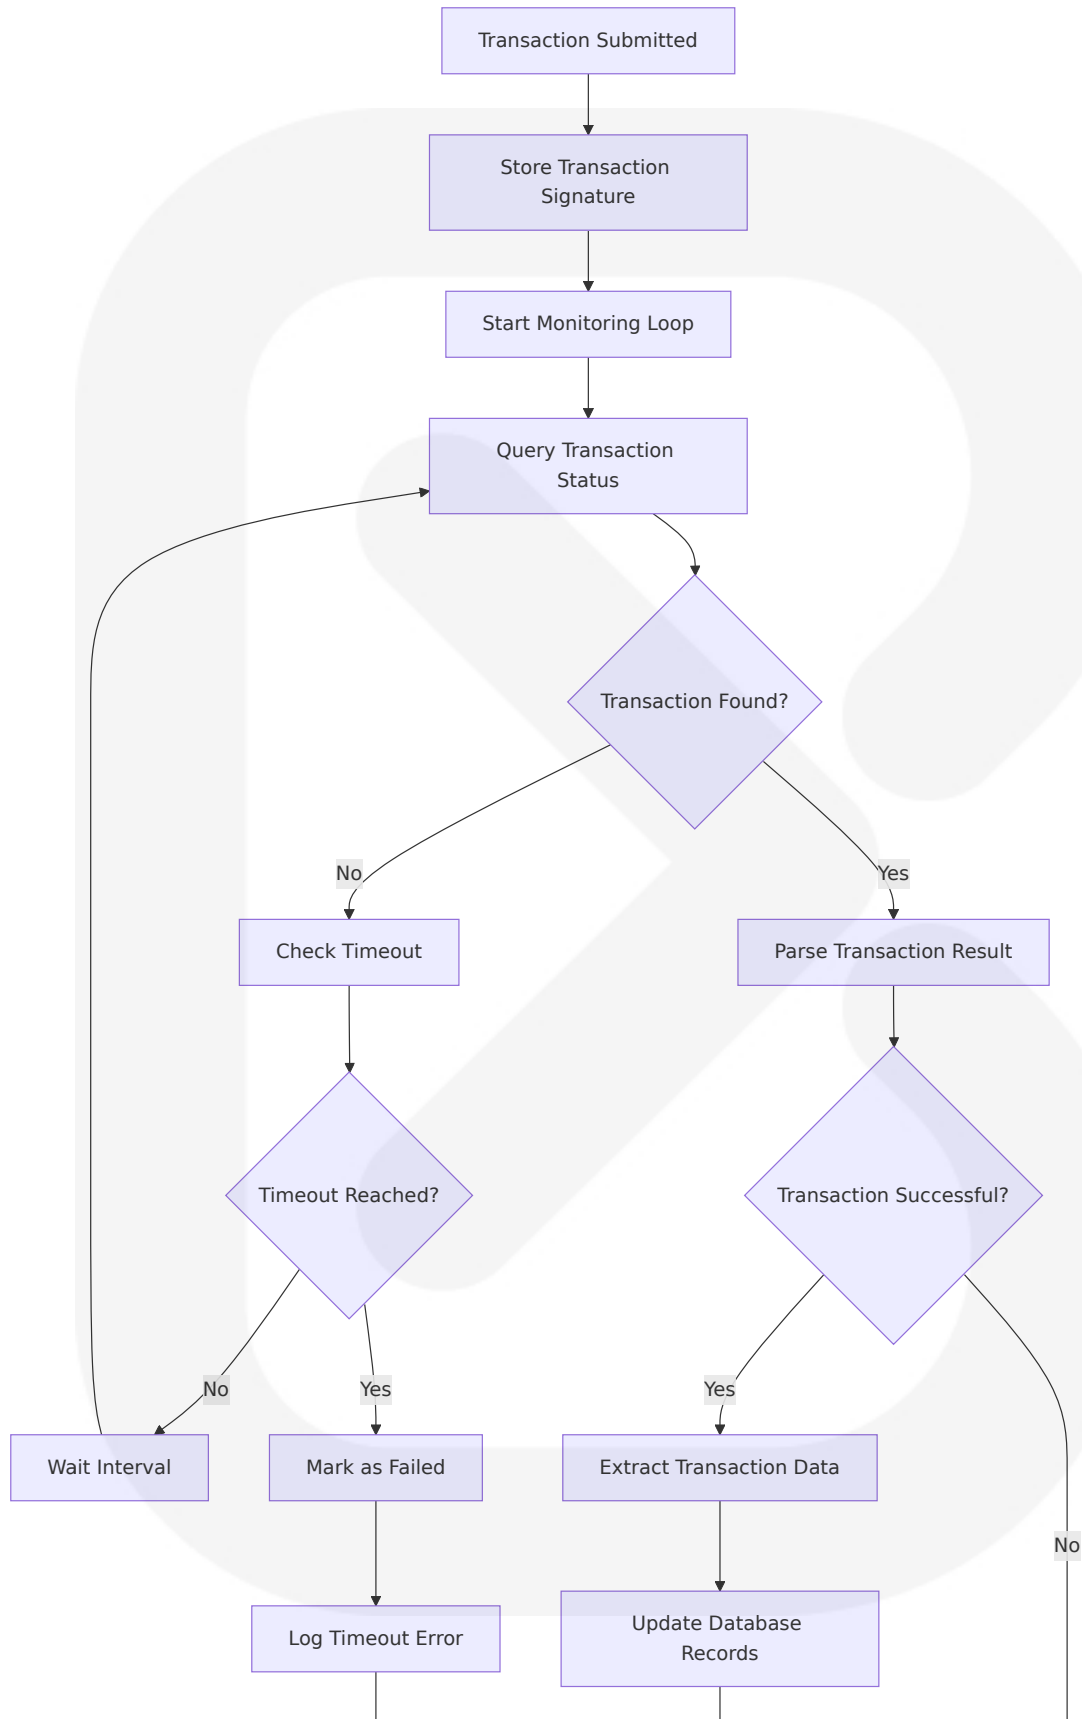 Transaction Submitted
Store Transaction
Signature
Start Monitoring Loop
Query Transaction
Status
Transaction Found?
No
Yes
Check Timeout
Parse Transaction Result
Timeout Reached?
Transaction Successful?
No
Yes
Yes
Wait Interval
Mark as Failed
Extract Transaction Data
No
Log Timeout Error
Update Database
Records